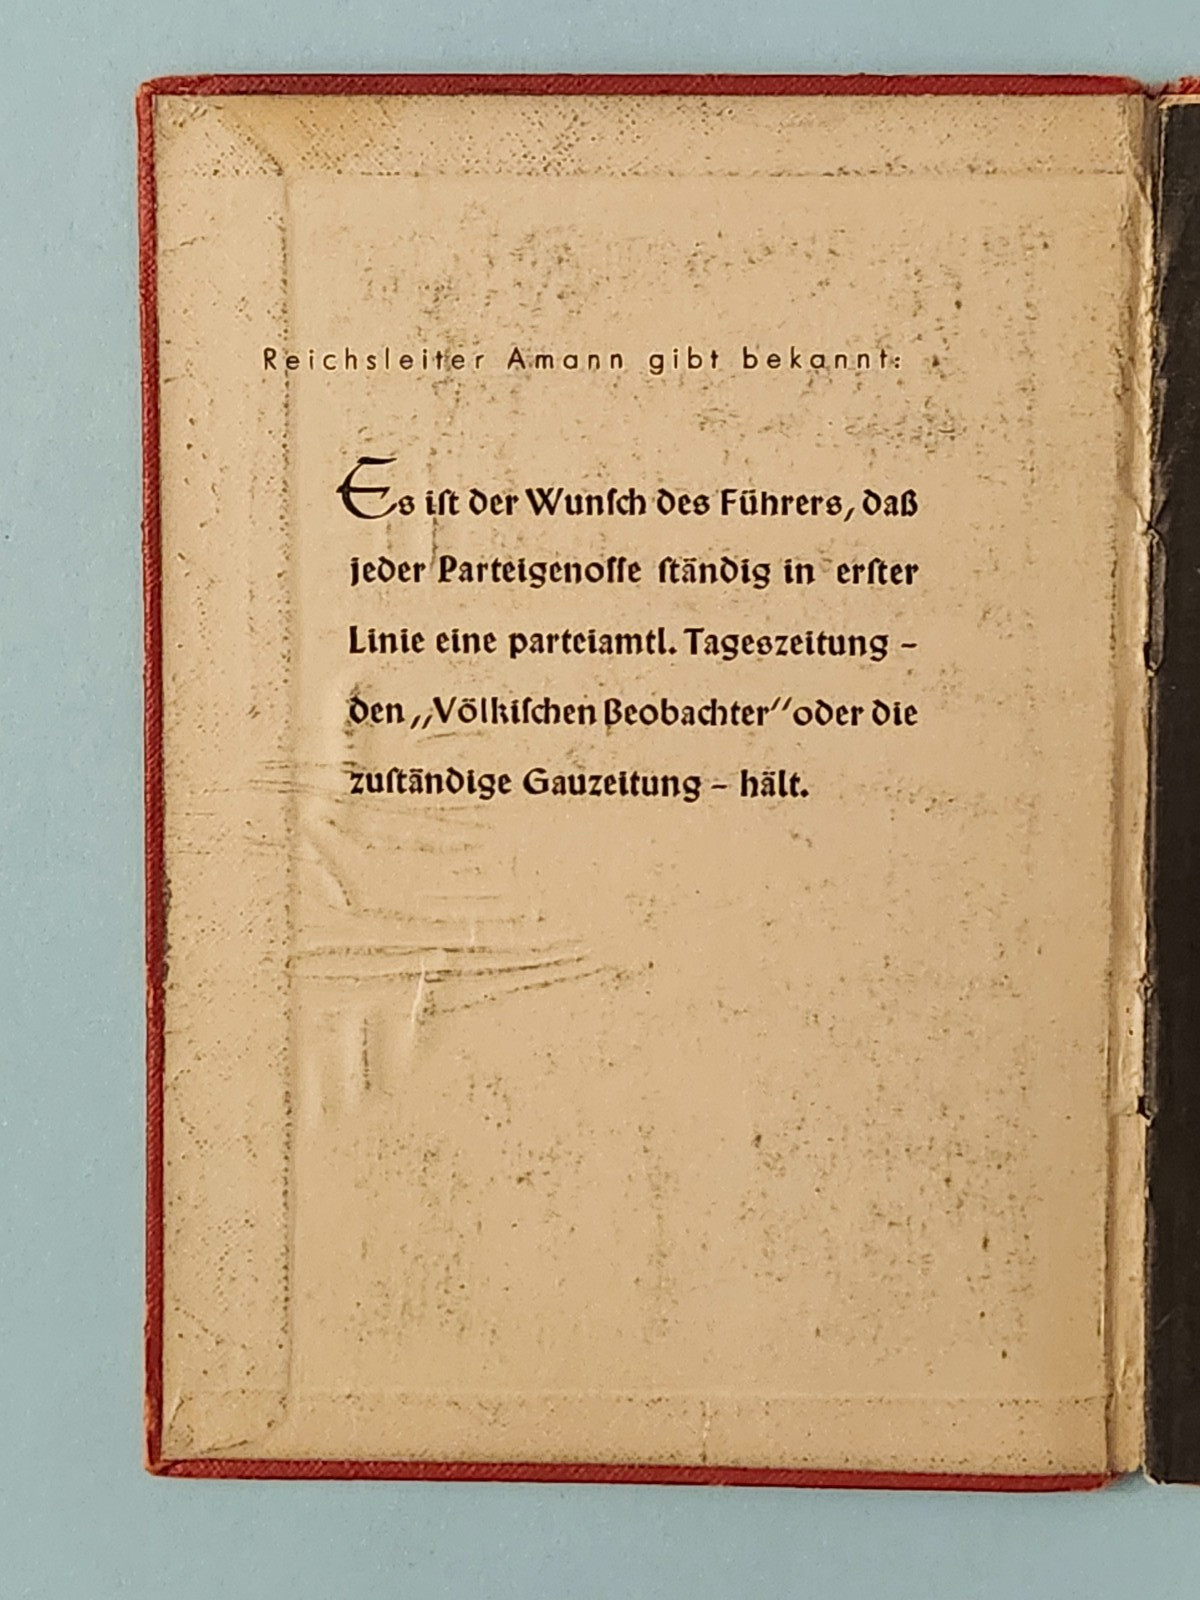 Reichsleiter Amann gibt bekannt:
Es iſt der Wunſch des Führers, daß
jeder Parteigenoſſe ſtändig in erſter
Linie eine parteiamtl. Tageszeitung –
den „Völkiſchen Beobachter" oder die
zuſtändige Gauzeitung – hält.